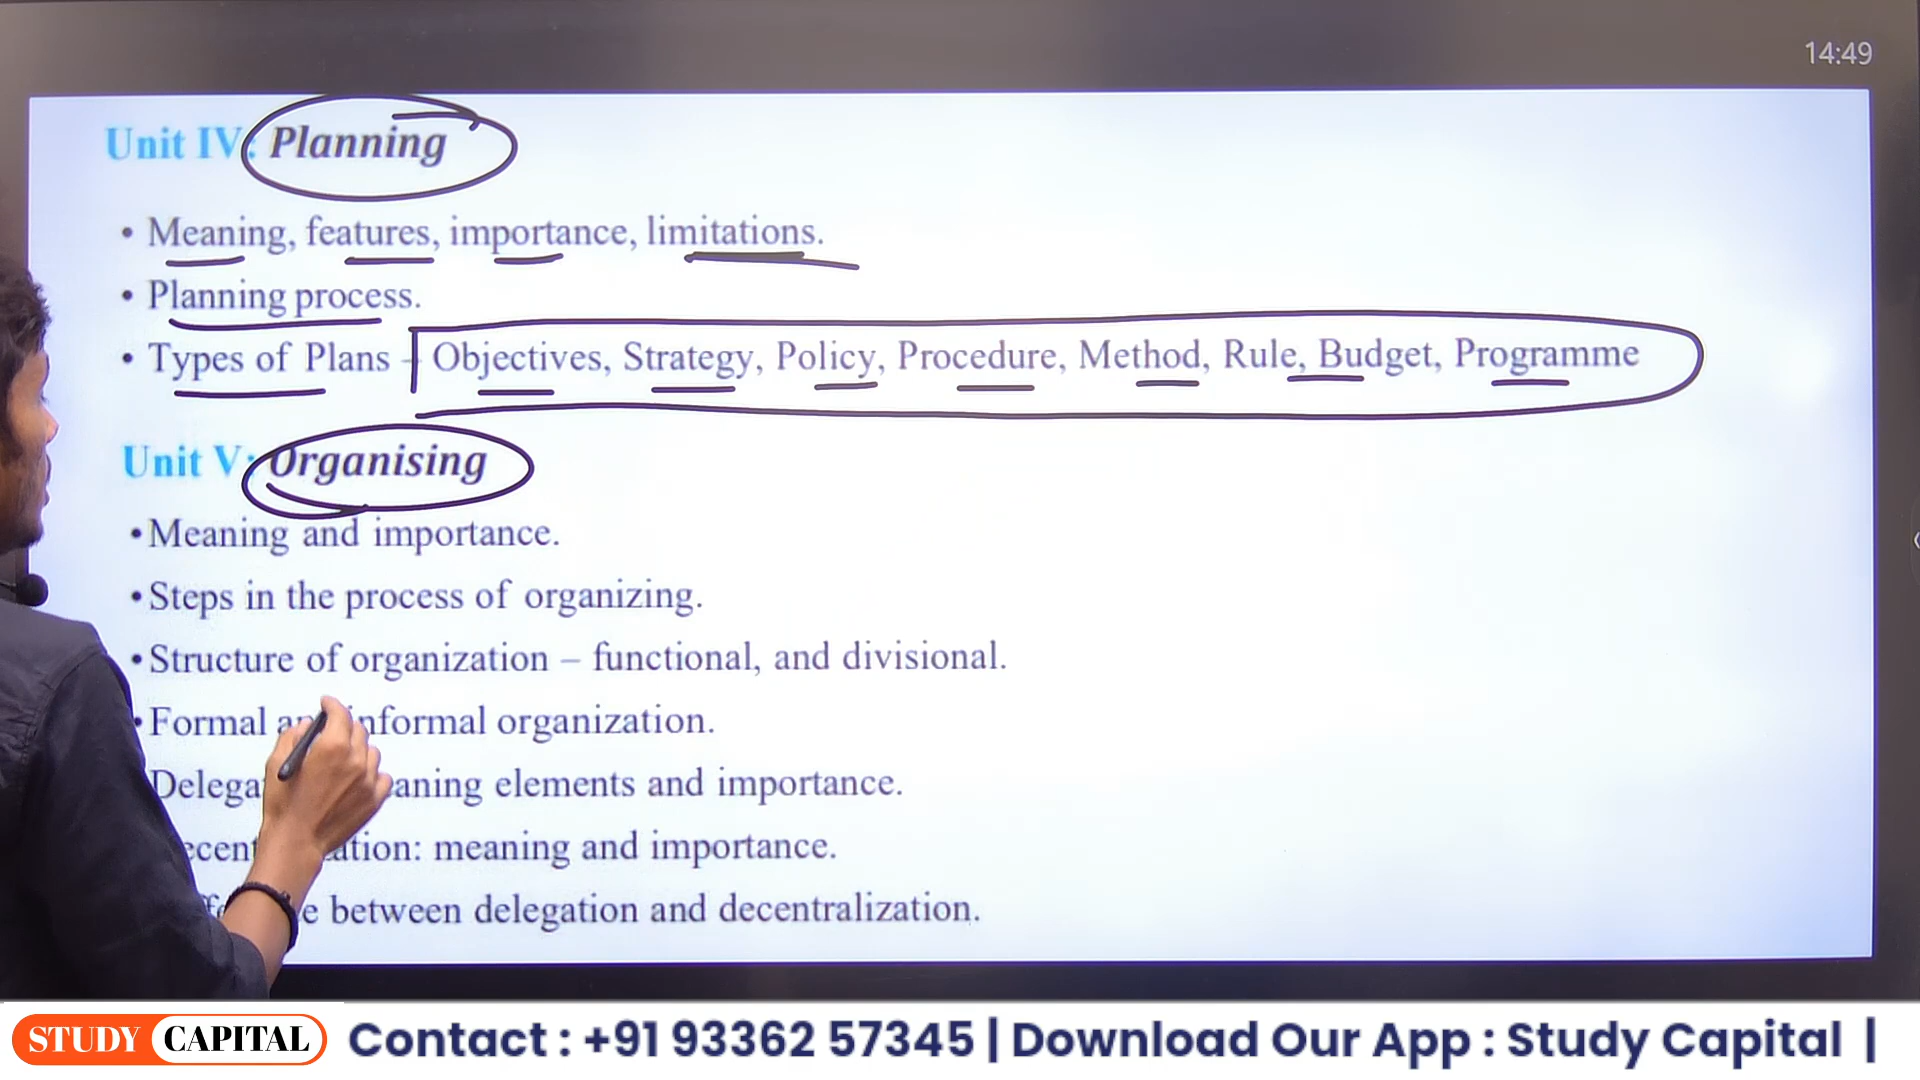 14:49
Unit IV: Planning
• Meaning, features, importance, limitations.
• Planning process.
• Types of Plans – Objectives, Strategy, Policy, Procedure, Method, Rule, Budget, Programme
Unit V: Organising
•Meaning and importance.
•Steps in the process of organizing.
•Structure of organization – functional, and divisional.
•Formal informal organization.
elements and importance.
meaning and importance.
between delegation and decentralization.
STUDY CAPITAL Contact : +91 93362 57345 | Download Our App : Study Capital |